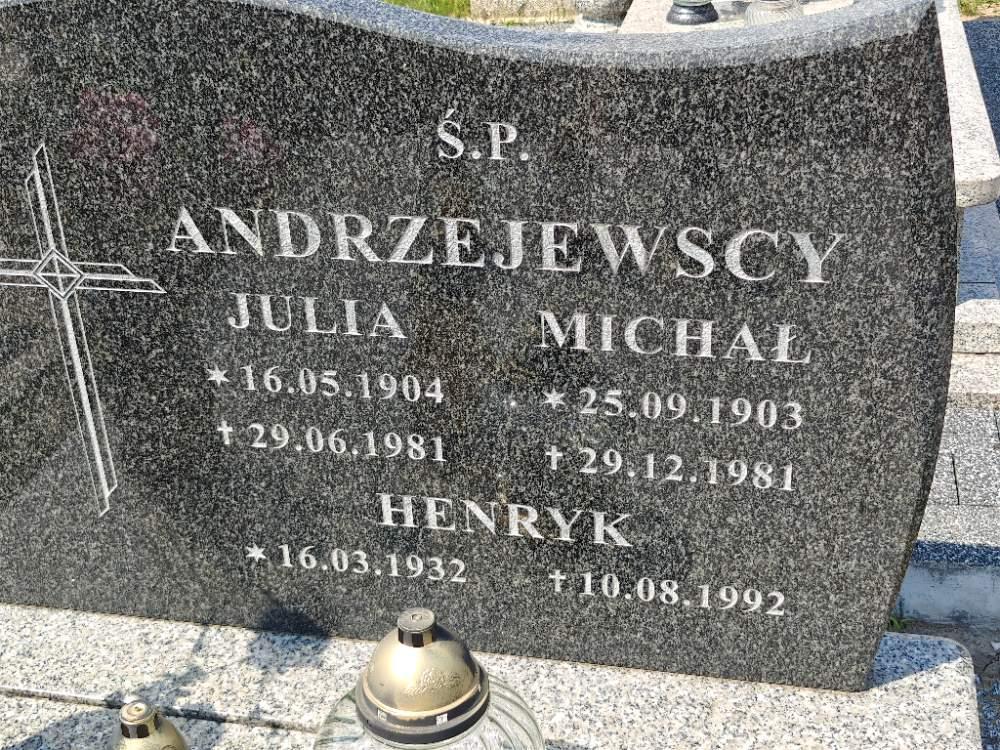 Ś.P.
ANDRZEJEWSCY
JULIA MICHAŁ
*16.05.1904 *25.09.1903
†29.06.1981 †29.12.1981
HENRYK
*16.03.1932 †10.08.1992